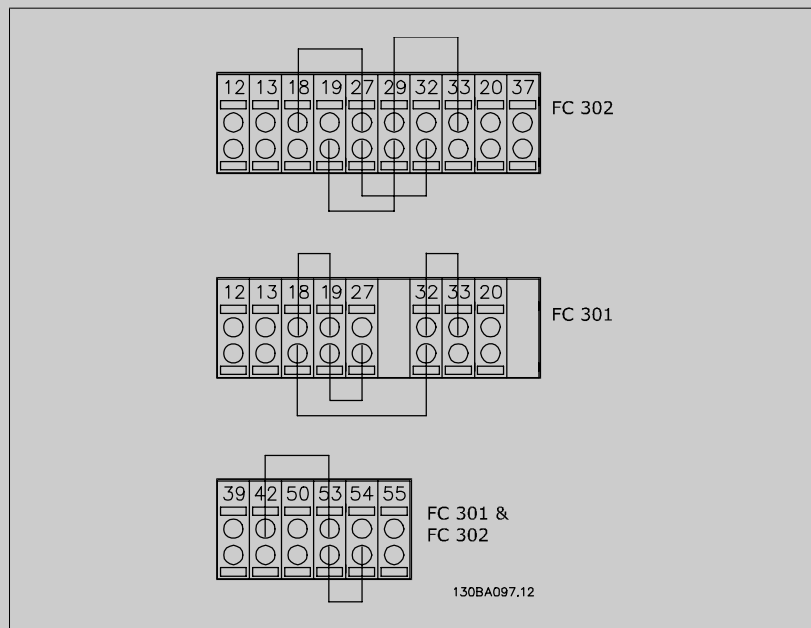 12 13 18 19 27 29 32 33 20 37
FC 302
12 13 18 19 27 32 33 20
FC 301
39 42 50 53 54 55
FC 301 &
FC 302
130BA097.12